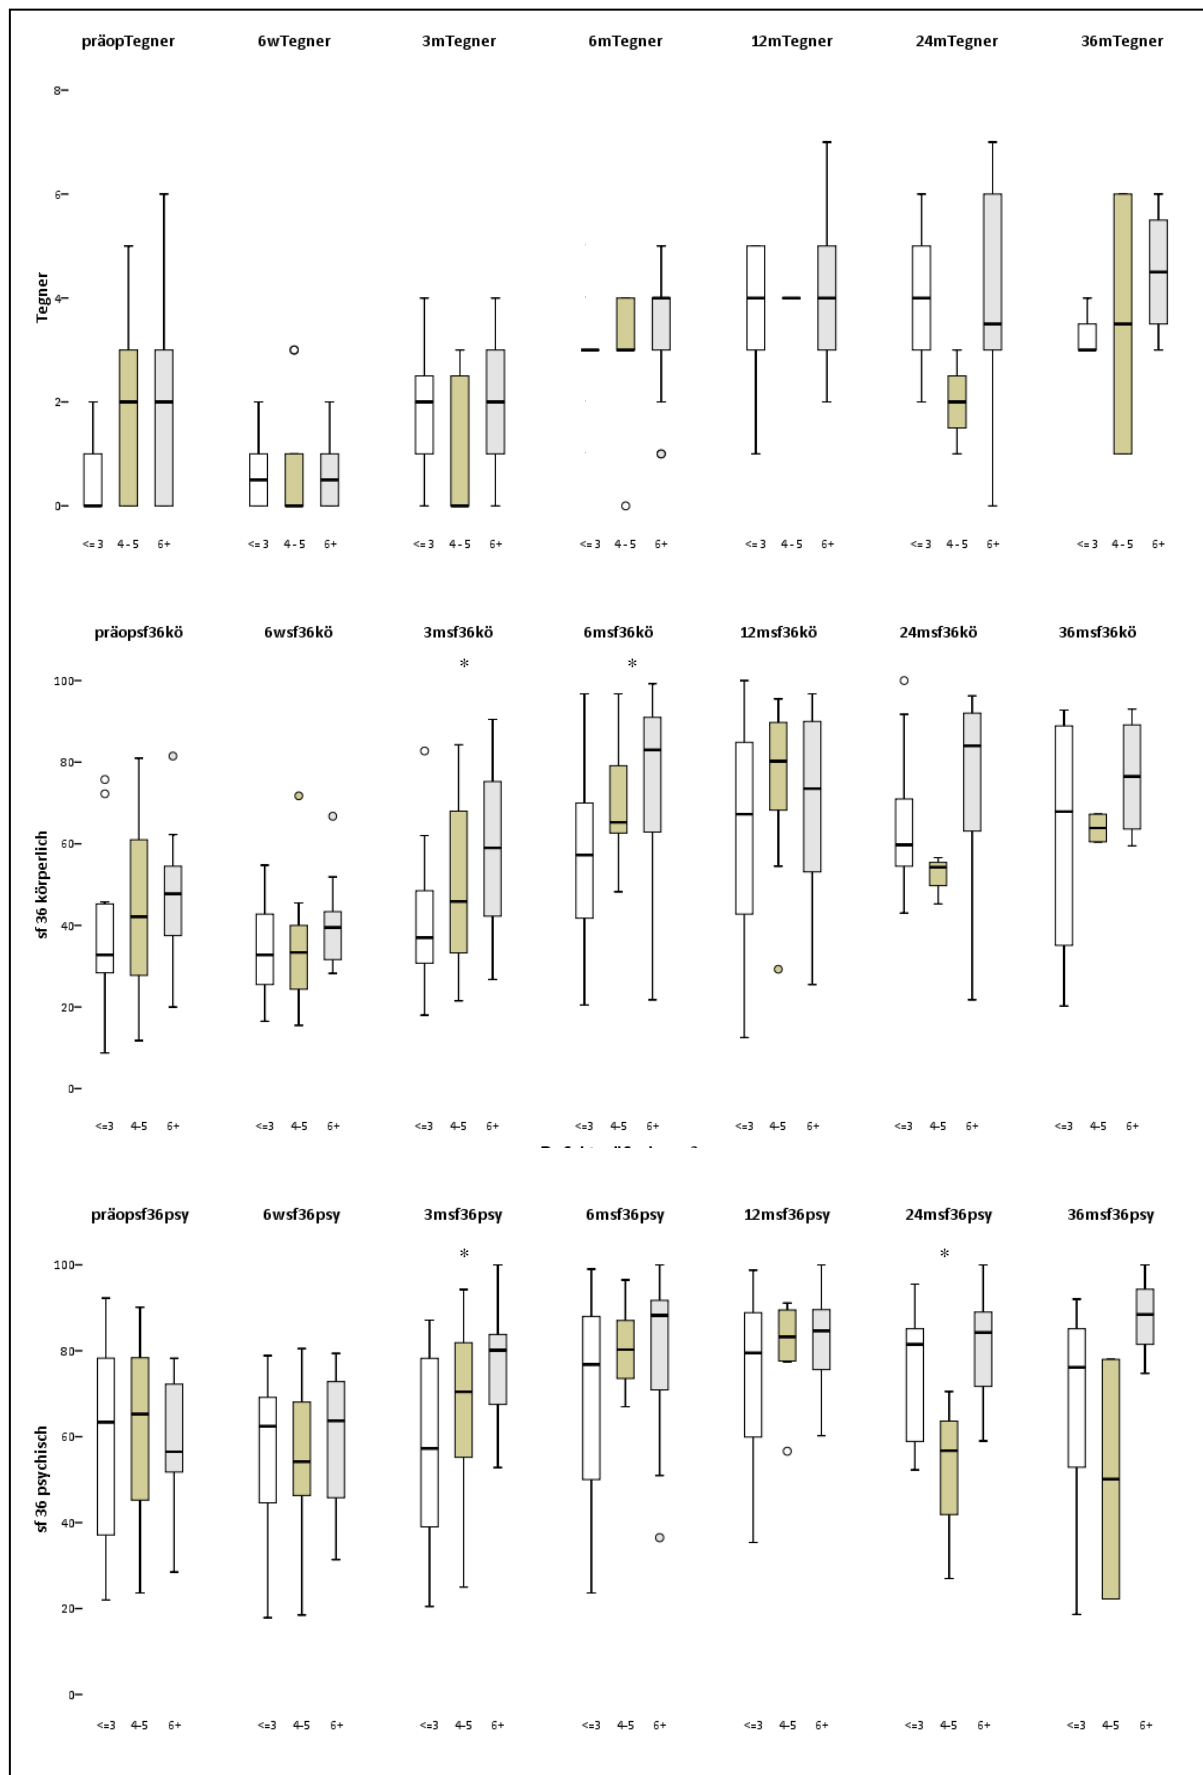 präopTegner 6wTegner 3mTegner 6mTegner 12mTegner 24mTegner 36mTegner
8
6
4
2
0
Tegner
<=3 4-5 6+ <=3 4-5 6+ <=3 4-5 6+ <=3 4-5 6+ <=3 4-5 6+ <=3 4-5 6+ <=3 4-5 6+
präopsf36kö 6wsf36kö 3msf36kö 6msf36kö 12msf36kö 24msf36kö 36msf36kö
* *
100
80
60
40
20
0
sf 36 körperlich
<=3 4-5 6+ <=3 4-5 6+ <=3 4-5 6+ <=3 4-5 6+ <=3 4-5 6+ <=3 4-5 6+ <=3 4-5 6+
präopsf36psy 6wsf36psy 3msf36psy 6msf36psy 12msf36psy 24msf36psy 36msf36psy
* *
100
80
60
40
20
0
sf 36 psychisch
<=3 4-5 6+ <=3 4-5 6+ <=3 4-5 6+ <=3 4-5 6+ <=3 4-5 6+ <=3 4-5 6+ <=3 4-5 6+